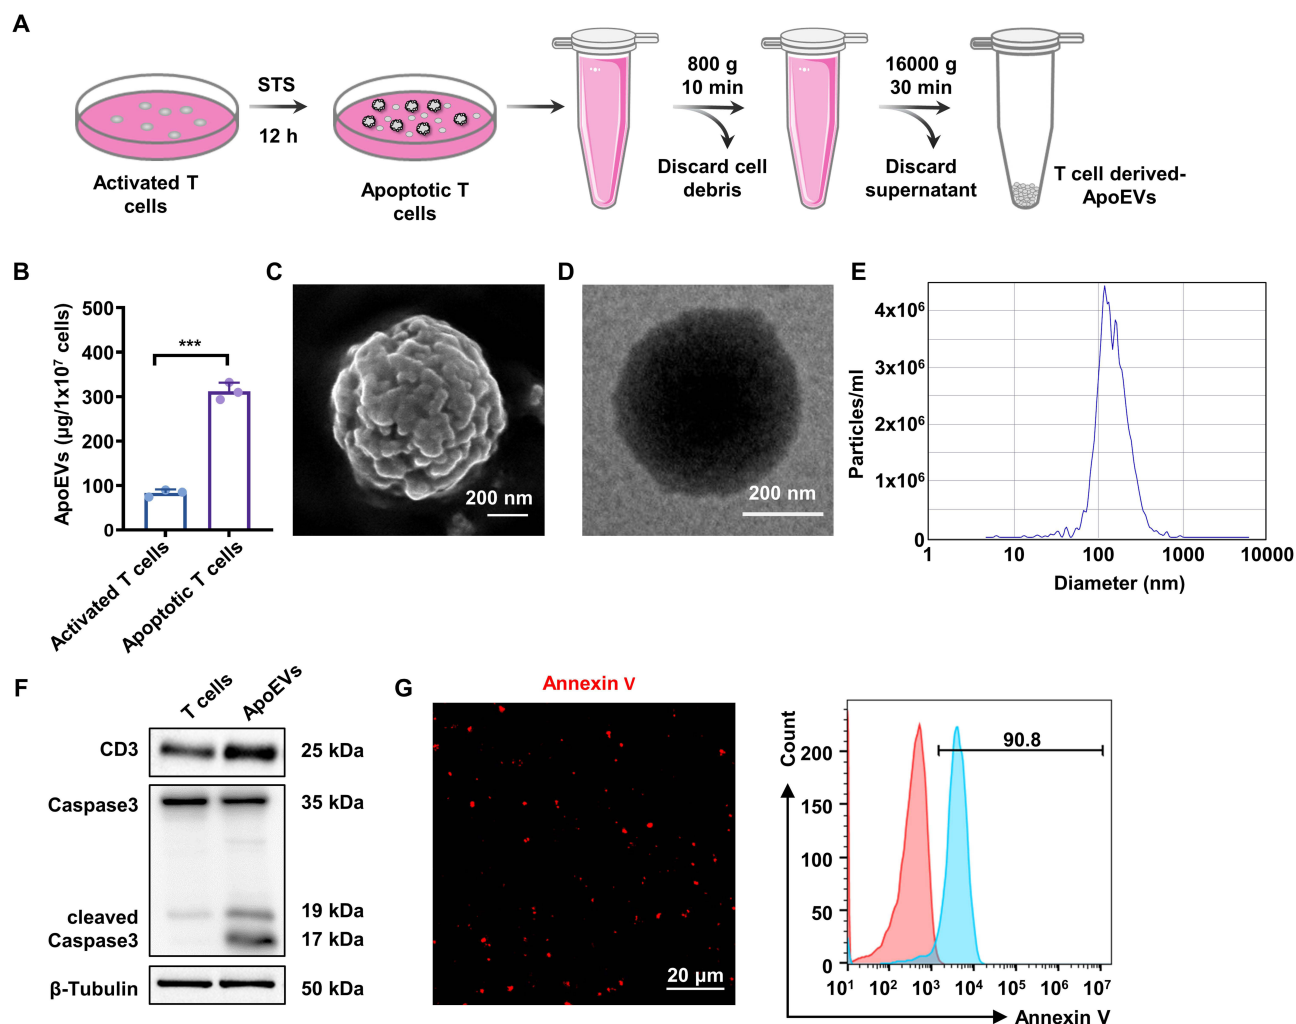 A
STS
12 h
Activated T
cells
Apoptotic T
cells
800 g
10 min
Discard cell
debris
16000 g
30 min
Discard
supernatant
T cell derived-
ApoEVs
B
ApoEVs (μg/1x10⁷ cells)
500
400
300
200
100
0
***
Activated T cells
Apoptotic T cells
C
200 nm
D
200 nm
E
Particles/ml
4x10⁶
3x10⁶
2x10⁶
1x10⁶
0
1
10
100
1000
10000
Diameter (nm)
F
T cells
ApoEVs
CD3
25 kDa
Caspase3
35 kDa
cleaved
Caspase3
19 kDa
17 kDa
β-Tubulin
50 kDa
G
Annexin V
20 μm
Count
200
150
100
50
0
90.8
10¹
10²
10³
10⁴
10⁵
10⁶
10⁷
Annexin V